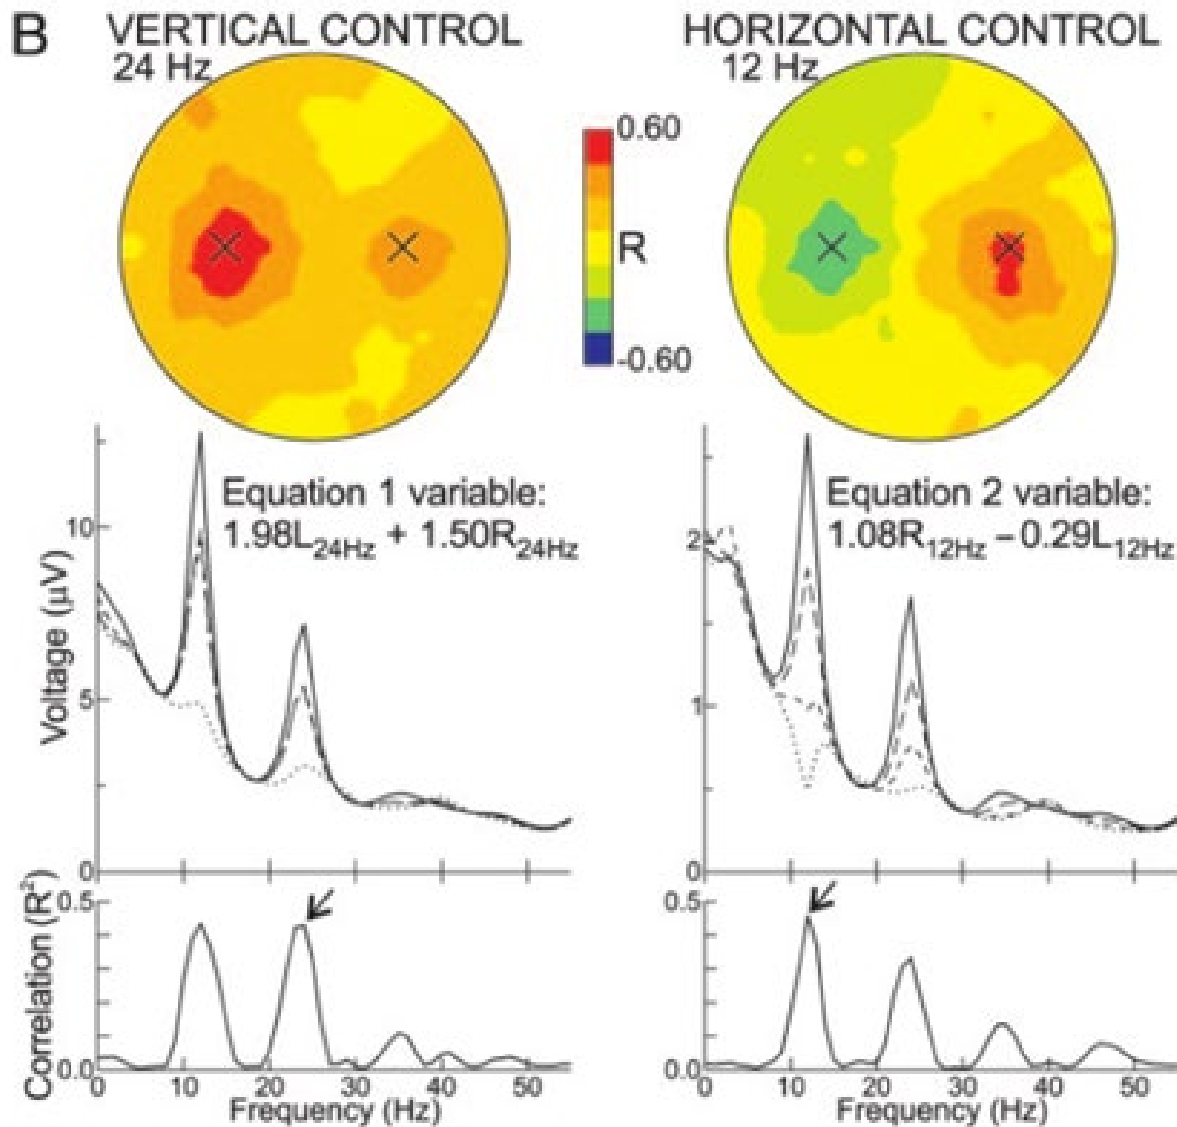 B
VERTICAL CONTROL
24 Hz
HORIZONTAL CONTROL
12 Hz
0.60
R
-0.60
Equation 1 variable:
1.98L24Hz + 1.50R24Hz
Equation 2 variable:
1.08R12Hz – 0.29L12Hz
Voltage (µV)
10
5
0
2
1
0
Correlation (R²)
0.5
0.0
0 10 20 30 40 50
Frequency (Hz)
0.5
0.0
0 10 20 30 40 50
Frequency (Hz)